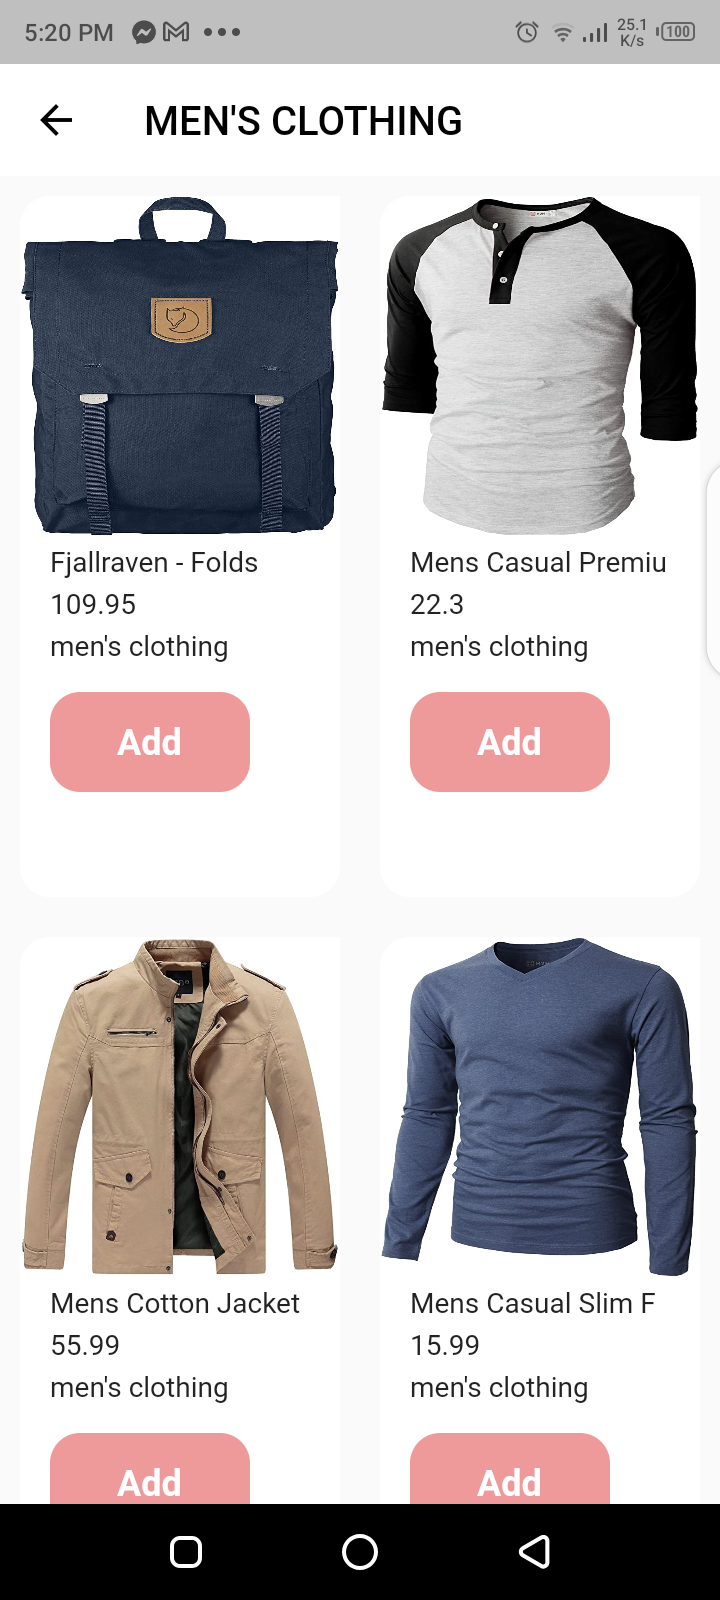 5:20 PM 25.1 K/s 100
MEN'S CLOTHING
Fjallraven - Folds
109.95
men's clothing
Add
Mens Casual Premiu
22.3
men's clothing
Add
Mens Cotton Jacket
55.99
men's clothing
Add
Mens Casual Slim F
15.99
men's clothing
Add